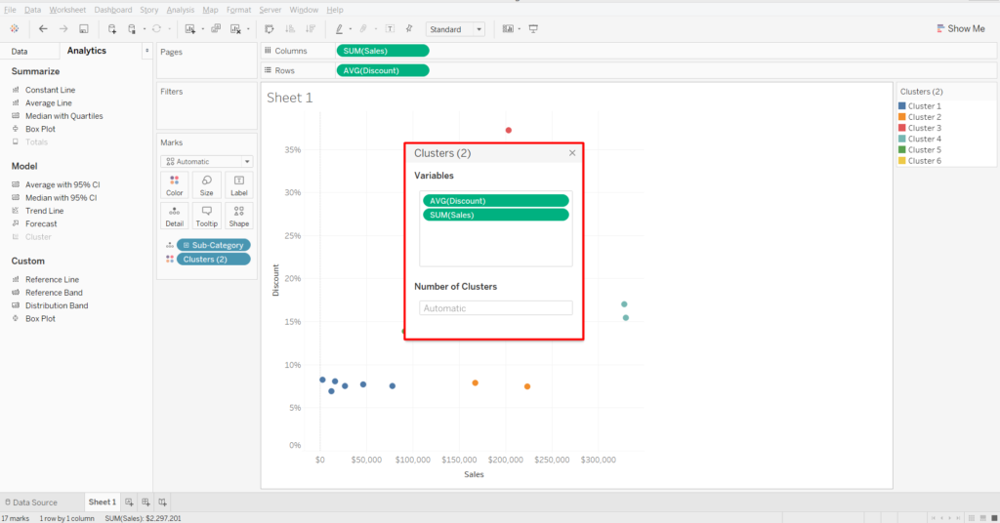 File Data Worksheet Dashboard Story Analysis Map Format Server Window Help
Standard
Show Me
Data Analytics
Summarize
Constant Line
Average Line
Median with Quartiles
Box Plot
Totals
Model
Average with 95% CI
Median with 95% CI
Trend Line
Forecast
Cluster
Custom
Reference Line
Reference Band
Distribution Band
Box Plot
Pages
Filters
Marks
Automatic
Color Size Label
Detail Tooltip Shape
Sub-Category
Clusters (2)
Columns SUM(Sales)
Rows AVG(Discount)
Sheet 1
Discount
35%
30%
25%
20%
15%
10%
5%
0%
$0 $50,000 $100,000 $150,000 $200,000 $250,000 $300,000
Sales
Clusters (2)
Variables
AVG(Discount)
SUM(Sales)
Number of Clusters
Automatic
Clusters (2)
Cluster 1
Cluster 2
Cluster 3
Cluster 4
Cluster 5
Cluster 6
Data Source Sheet 1
17 marks 1 row by 1 column SUM(Sales): $2,297,201